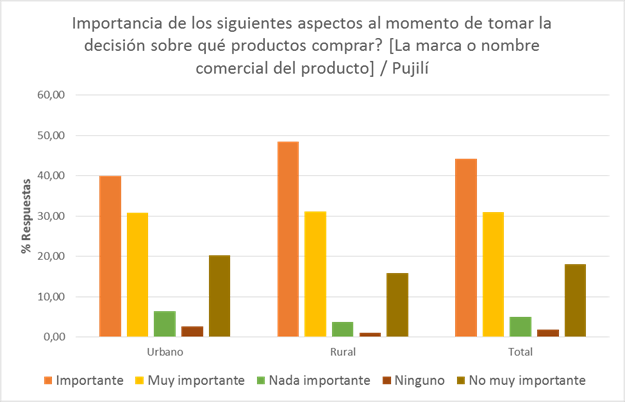 Importancia de los siguientes aspectos al momento de tomar la
decisión sobre qué productos comprar? [La marca o nombre
comercial del producto] / Pujilí
60,00
50,00
40,00
30,00
20,00
10,00
0,00
% Respuestas
Urbano Rural Total
Importante Muy importante Nada importante Ninguno No muy importante